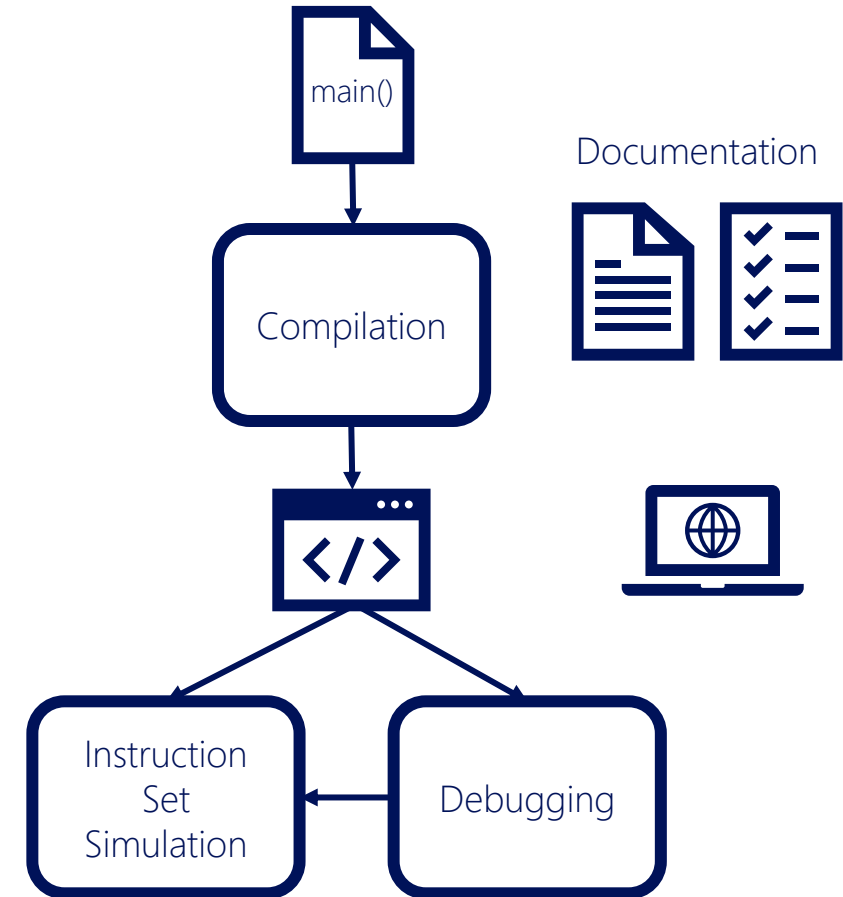 main()
Documentation
Compilation
</>
Instruction
Set
Simulation
Debugging